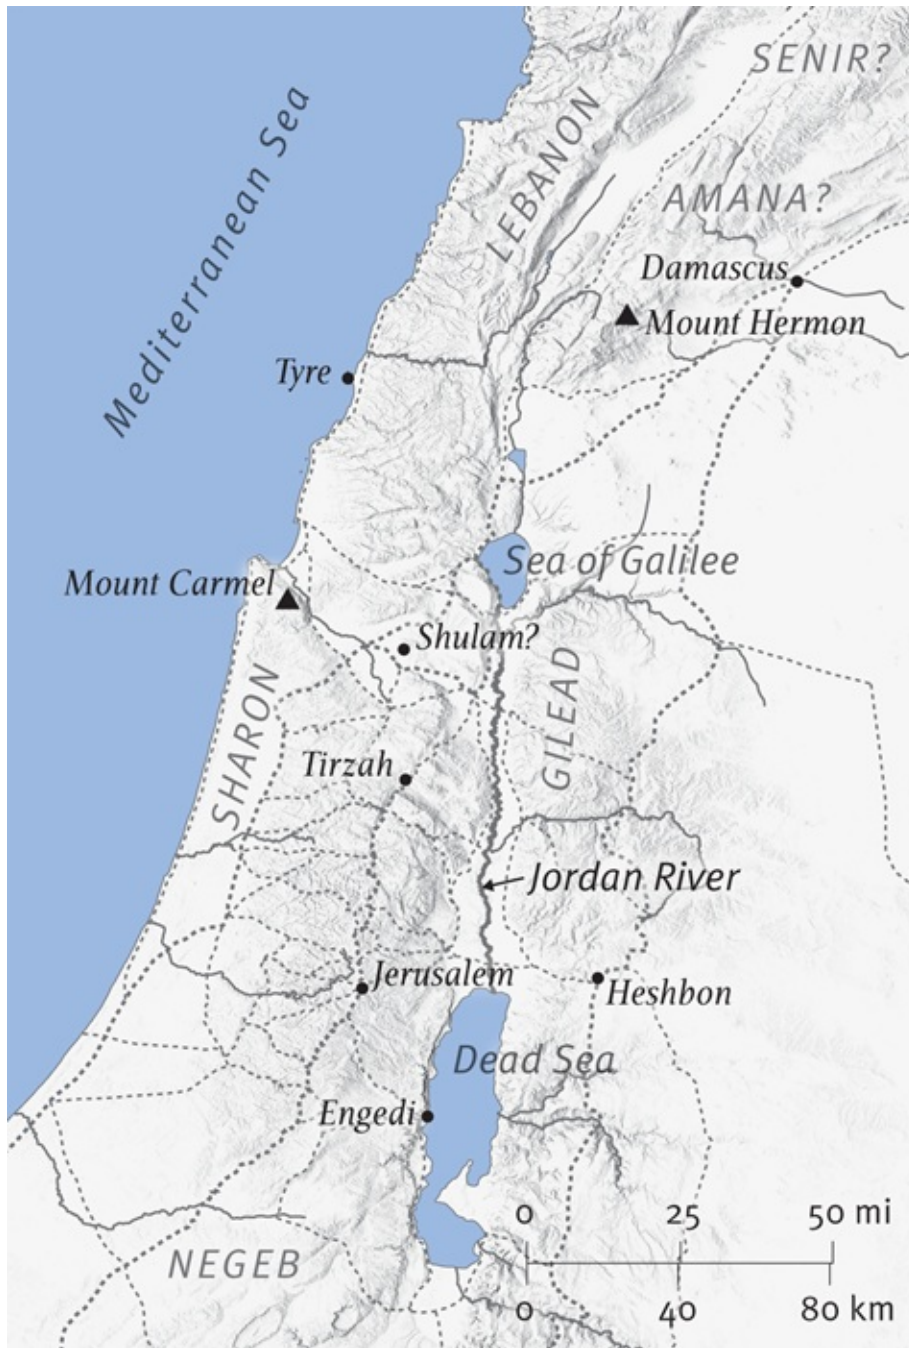 SENIR?
Mediterranean Sea
LEBANON
AMANA?
Damascus
Mount Hermon
Tyre
Sea of Galilee
Mount Carmel
Shulam?
GILEAD
SHARON
Tirzah
Jordan River
Jerusalem
Heshbon
Dead Sea
Engedi
0 25 50 mi
NEGEB
0 40 80 km